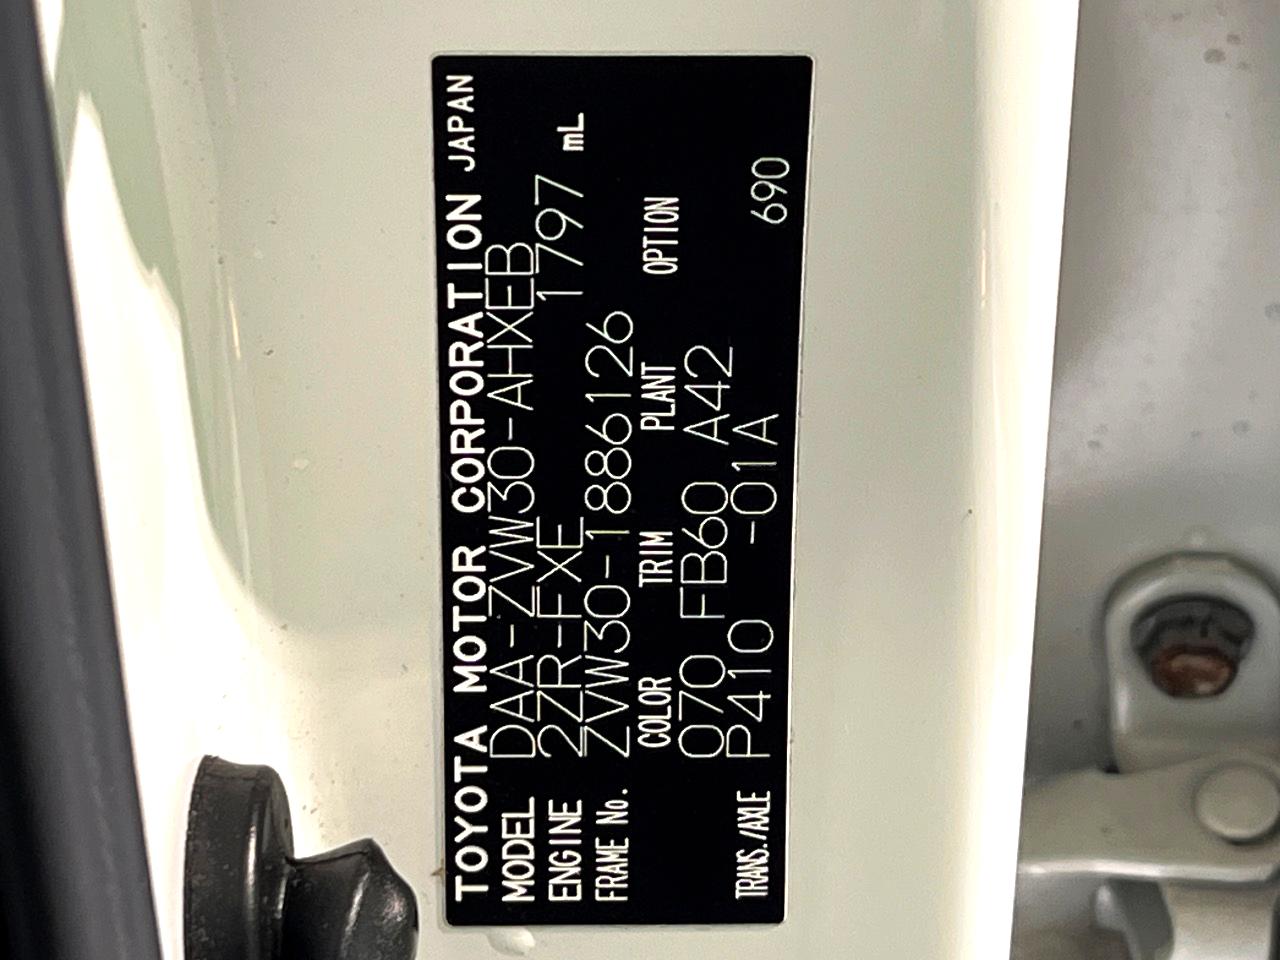 TOYOTA MOTOR CORPORATION JAPAN
MODEL DAA-ZVW30-AHXEB
ENGINE 2ZR-FXE 1797 mL
FRAME No. ZVW30-1886126
COLOR TRIM PLANT OPTION
070 FB60 A42
TRANS./AXLE P410 -01A 690